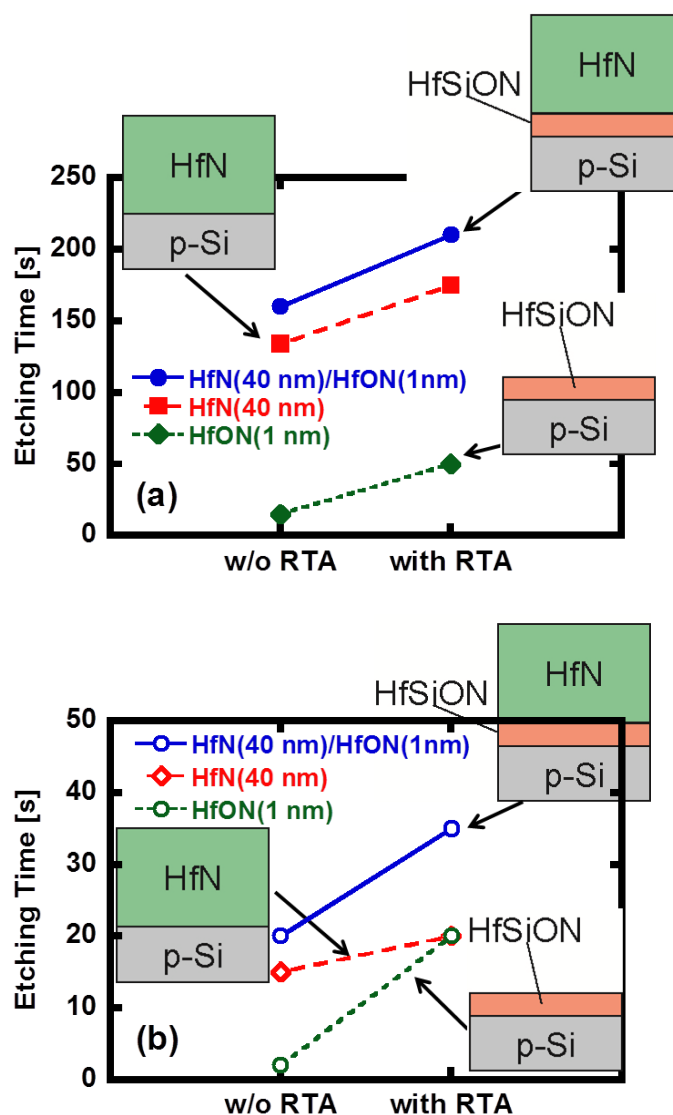 HfN
HfSiON
p-Si
HfN
p-Si
250
200
150
100
50
0
Etching Time [s]
HfSiON
p-Si
HfN(40 nm)/HfON(1nm)
HfN(40 nm)
HfON(1 nm)
(a)
w/o RTA with RTA
HfN
HfSiON
p-Si
50
40
30
20
10
0
Etching Time [s]
HfN(40 nm)/HfON(1nm)
HfN(40 nm)
HfON(1 nm)
HfN
p-Si
HfSiON
p-Si
(b)
w/o RTA with RTA